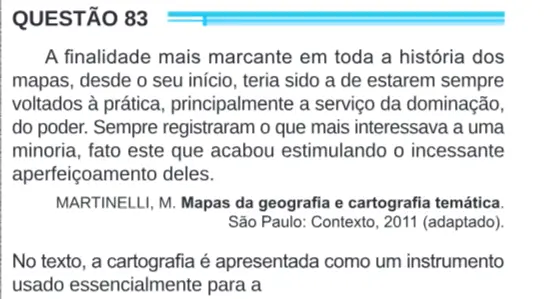 QUESTÃO 83
A finalidade mais marcante em toda a história dos
mapas, desde o seu início, teria sido a de estarem sempre
voltados à prática, principalmente a serviço da dominação,
do poder. Sempre registraram o que mais interessava a uma
minoria, fato este que acabou estimulando o incessante
aperfeiçoamento deles.
MARTINELLI, M. Mapas da geografia e cartografia temática.
São Paulo: Contexto, 2011 (adaptado).
No texto, a cartografia é apresentada como um instrumento
usado essencialmente para a